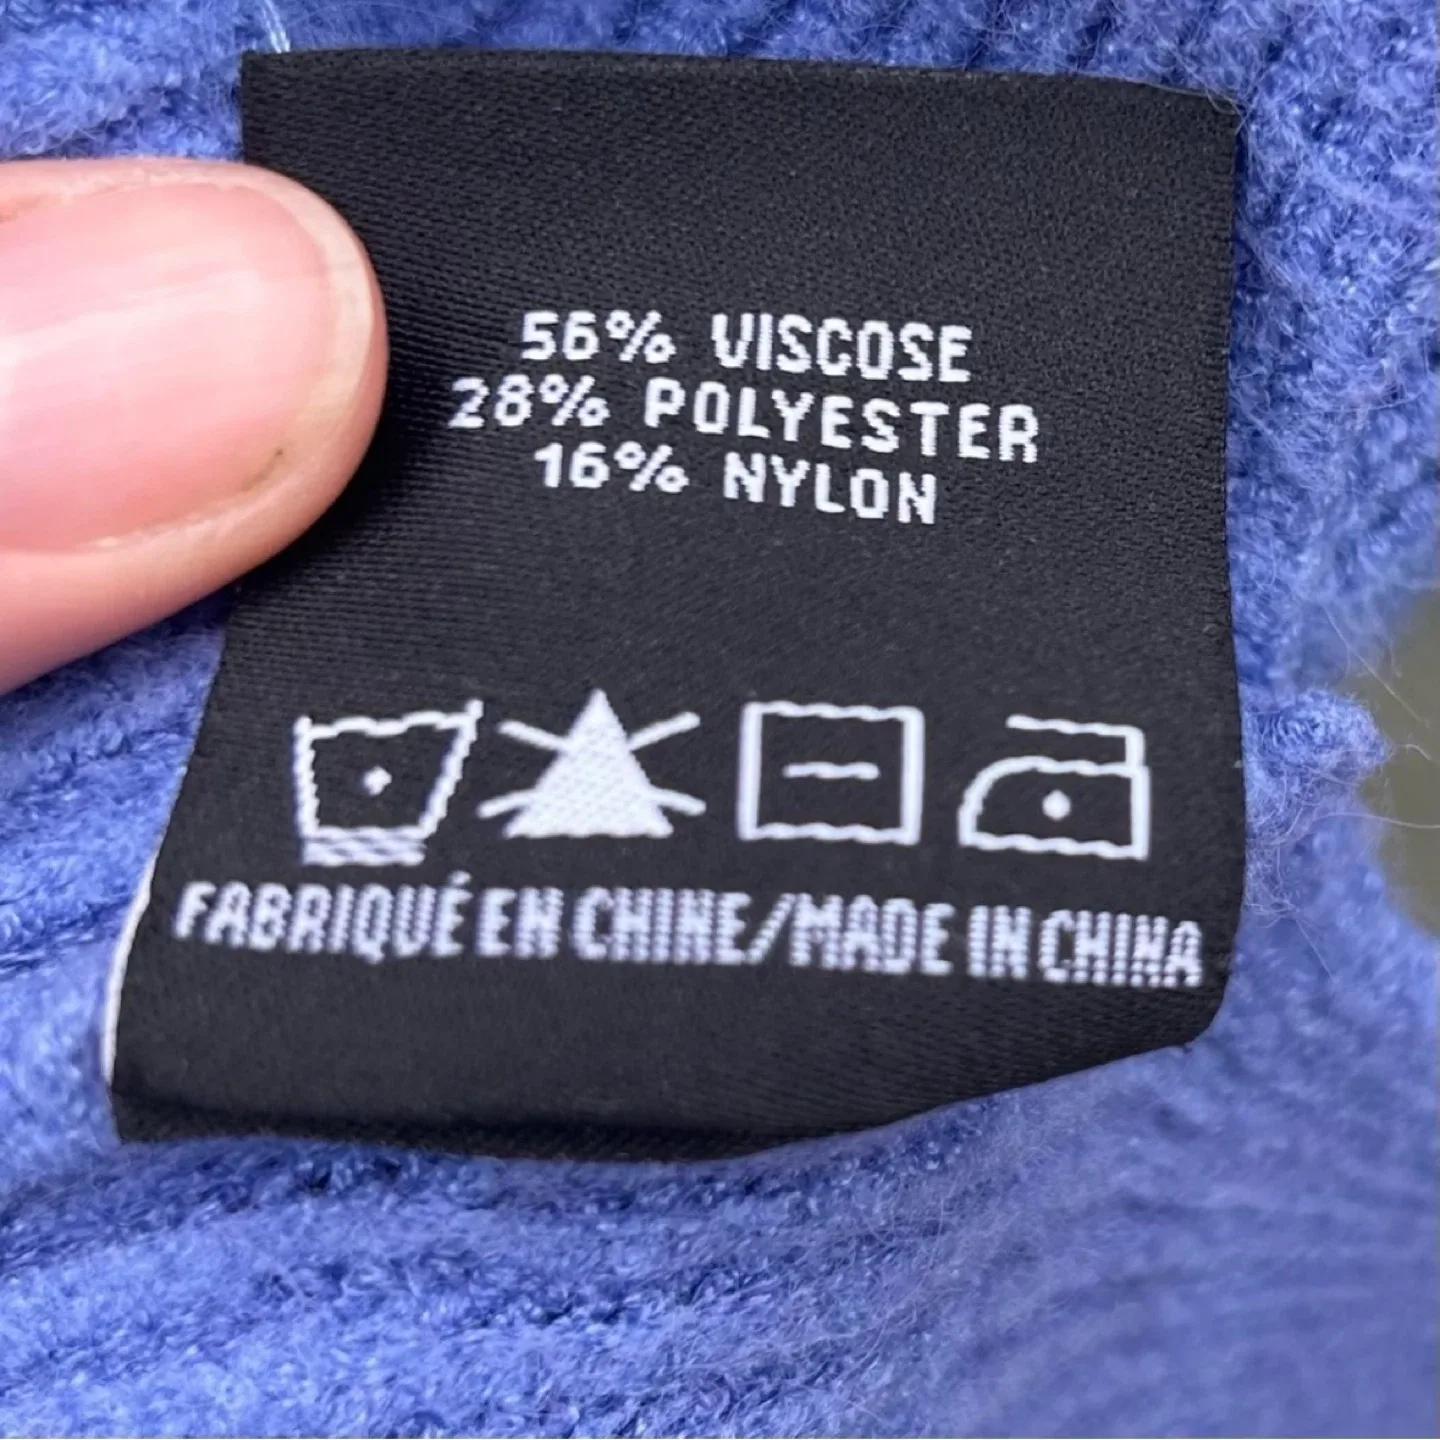 56% VISCOSE
28% POLYESTER
16% NYLON
FABRIQUÉ EN CHINE/MADE IN CHINA